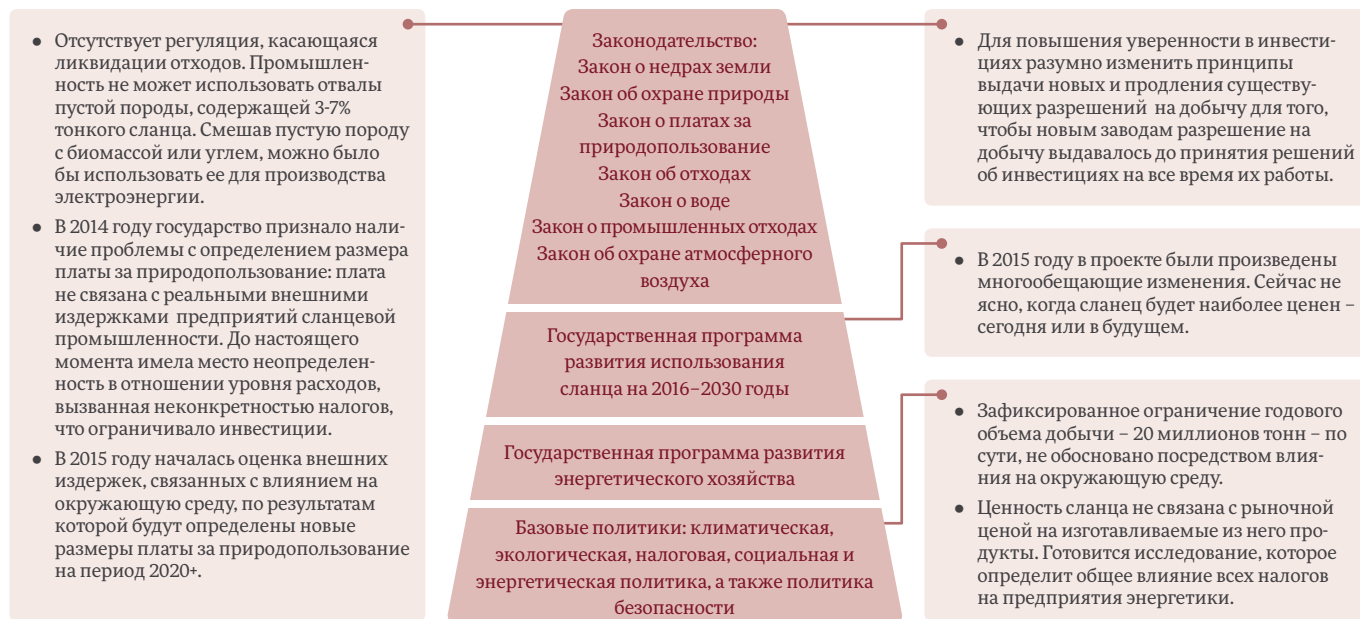 ● Отсутствует регуляция, касающаяся
ликвидации отходов. Промышлен-
ность не может использовать отвалы
пустой породы, содержащей 3-7%
тонкого сланца. Смешав пустую породу
с биомассой или углем, можно было
бы использовать ее для производства
электроэнергии.
● В 2014 году государство признало нали-
чие проблемы с определением размера
платы за природопользование: плата
не связана с реальными внешними
издержками предприятий сланцевой
промышленности. До настоящего
момента имела место неопределен-
ность в отношении уровня расходов,
вызванная неконкретностью налогов,
что ограничивало инвестиции.
● В 2015 году началась оценка внешних
издержек, связанных с влиянием на
окружающую среду, по результатам
которой будут определены новые
размеры платы за природопользование
на период 2020+.
Законодательство:
Закон о недрах земли
Закон об охране природы
Закон о платах за
природопользование
Закон об отходах
Закон о воде
Закон о промышленных отходах
Закон об охране атмосферного
воздуха
Государственная программа
развития использования
сланца на 2016–2030 годы
Государственная программа развития
энергетического хозяйства
Базовые политики: климатическая,
экологическая, налоговая, социальная и
энергетическая политика, а также политика
безопасности
● Для повышения уверенности в инвести-
циях разумно изменить принципы
выдачи новых и продления существу-
ющих разрешений на добычу для того,
чтобы новым заводам разрешение на
добычу выдавалось до принятия решений
об инвестициях на все время их работы.
● В 2015 году в проекте были произведены
многообещающие изменения. Сейчас не
ясно, когда сланец будет наиболее ценен –
сегодня или в будущем.
● Зафиксированное ограничение годового
объема добычи – 20 миллионов тонн – по
сути, не обосновано посредством влия-
ния на окружающую среду.
● Ценность сланца не связана с рыночной
ценой на изготавливаемые из него про-
дукты. Готовится исследование, которое
определит общее влияние всех налогов
на предприятия энергетики.